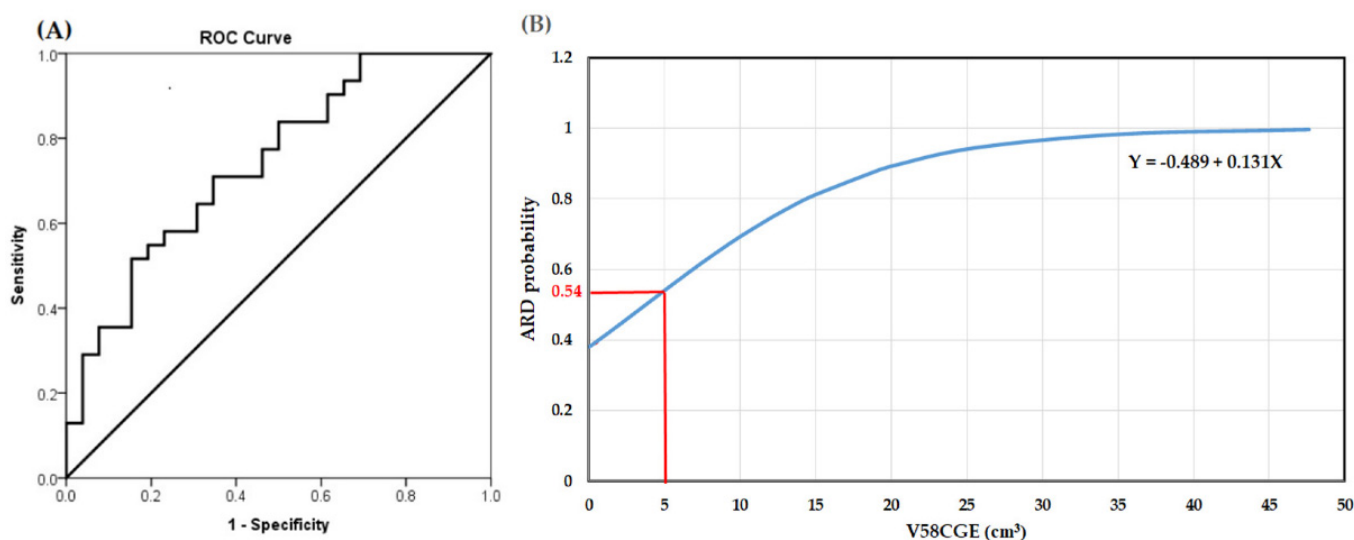 (A)
ROC Curve
1.0
0.8
0.6
0.4
0.2
0.0
0.0 0.2 0.4 0.6 0.8 1.0
Sensitivity
1 - Specificity
(B)
1.2
1
0.8
0.6
0.54
0.4
0.2
0
0 5 10 15 20 25 30 35 40 45 50
ARD probability
V58CGE (cm³)
Y = -0.489 + 0.131X